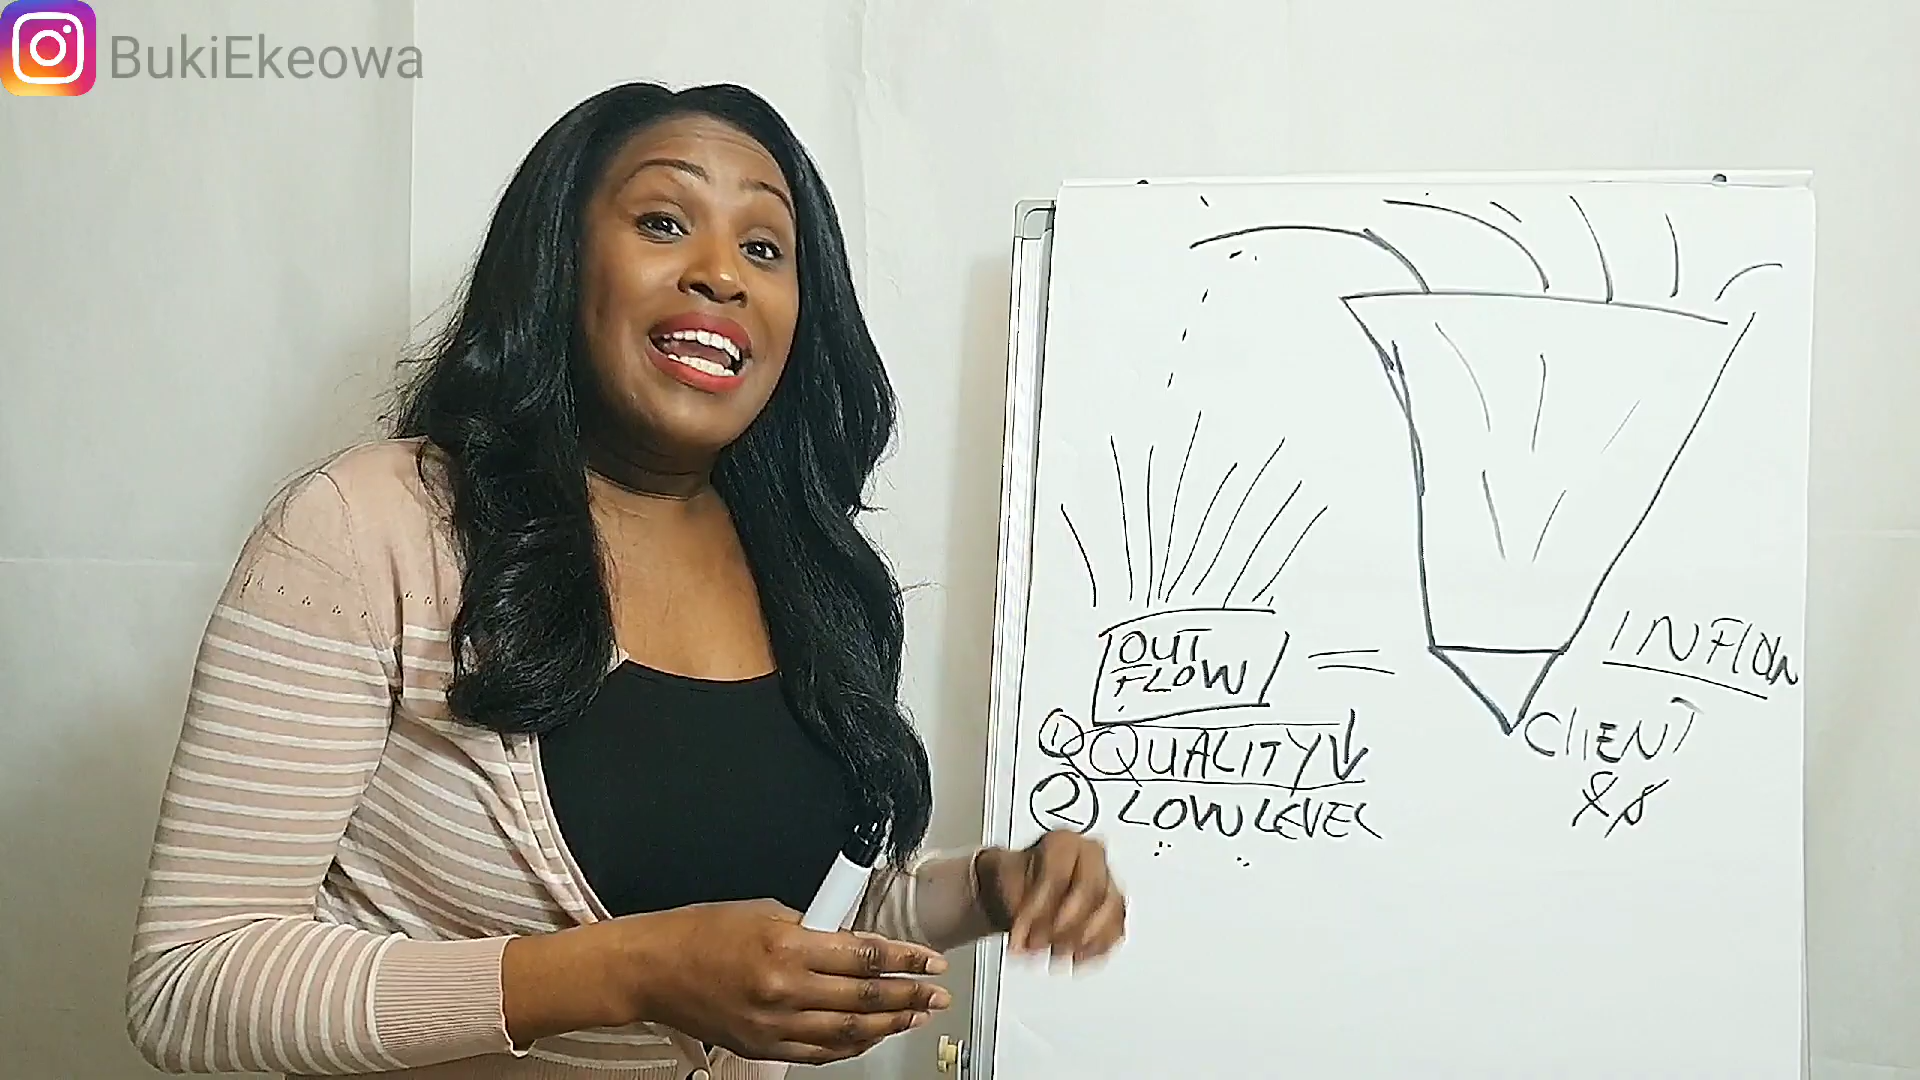 BukiEkeowa
OUT
FLOW
=
INFLOW
① QUALITY↓
② LOW LEVEL
CLIENT